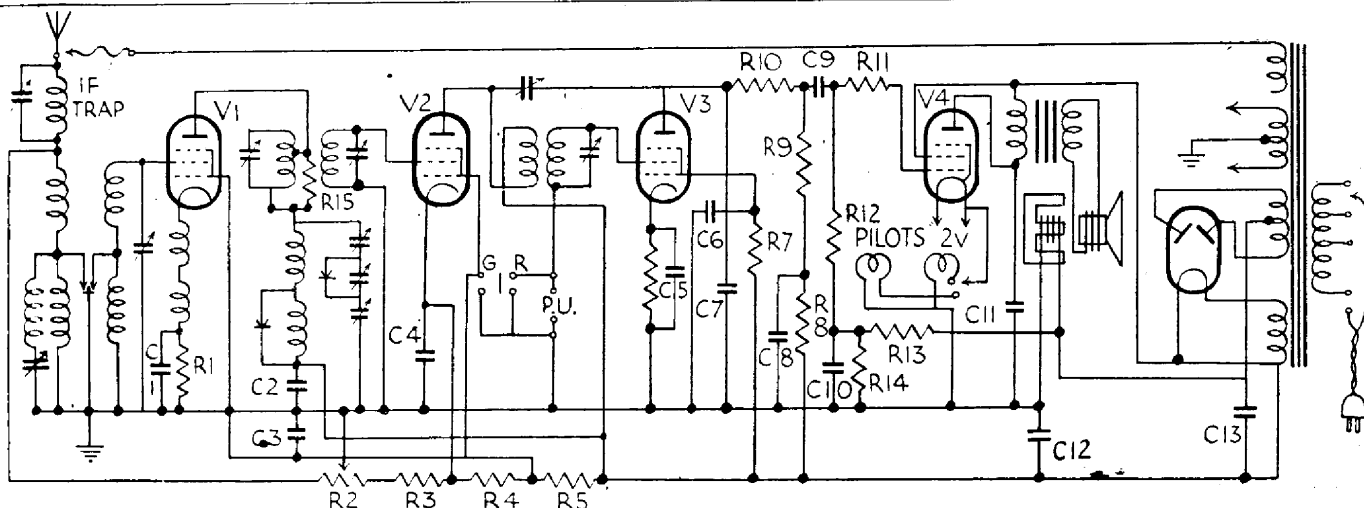 IF
TRAP
V1
V2
V3
V4
R10
C9
R11
R15
R9
C6
R7
R12
PILOTS 2V
G
R
P.U.
C5
C7
C
1
R1
C2
C4
C8
R
8
C10
R13
R14
C11
C3
C12
C13
R2
R3
R4
R5